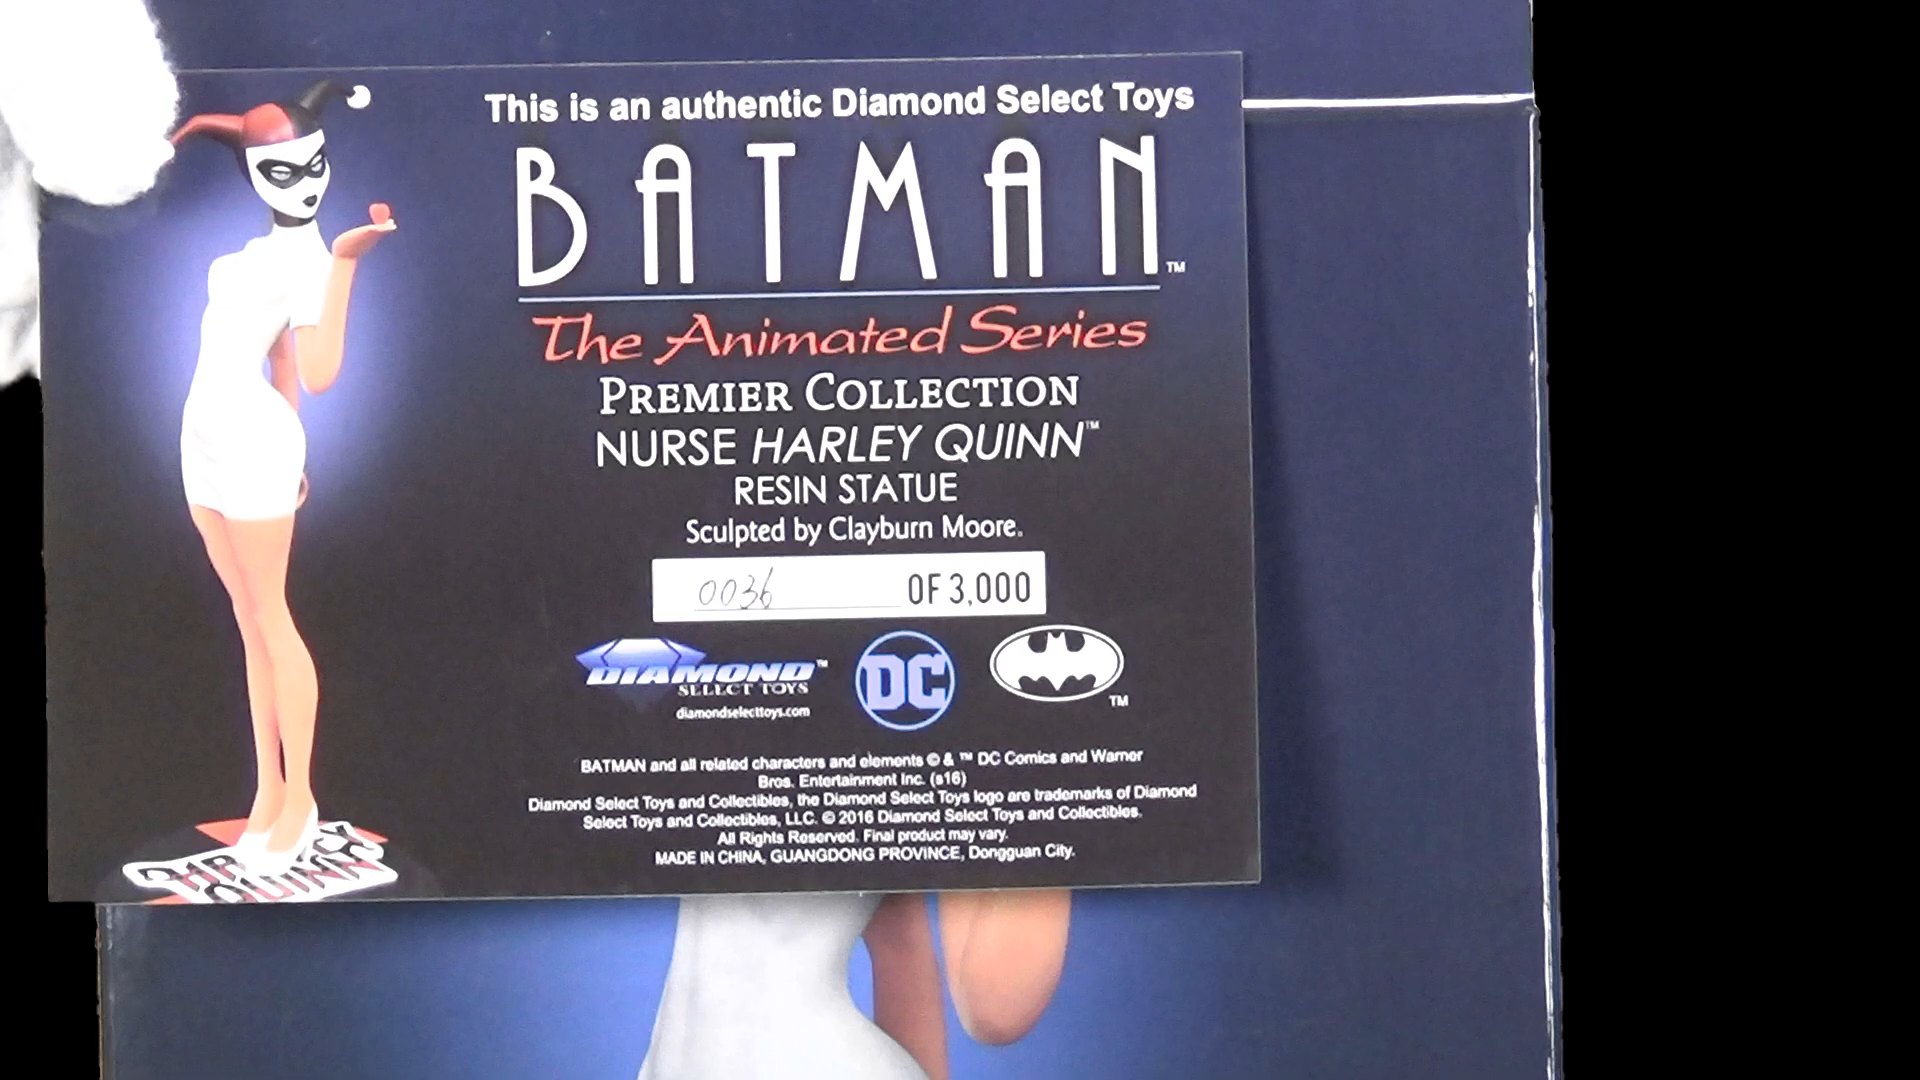 This is an authentic Diamond Select Toys
BATMAN™
The Animated Series
PREMIER COLLECTION
NURSE HARLEY QUINN™
RESIN STATUE
Sculpted by Clayburn Moore.
0036 OF 3,000
DIAMOND™
SELECT TOYS
diamondselecttoys.com
DC
TM
BATMAN and all related characters and elements © & ™ DC Comics and Warner
Bros. Entertainment Inc. (s16)
Diamond Select Toys and Collectibles, the Diamond Select Toys logo are trademarks of Diamond
Select Toys and Collectibles, LLC. © 2016 Diamond Select Toys and Collectibles.
All Rights Reserved. Final product may vary.
MADE IN CHINA, GUANGDONG PROVINCE, Dongguan City.
QUINN